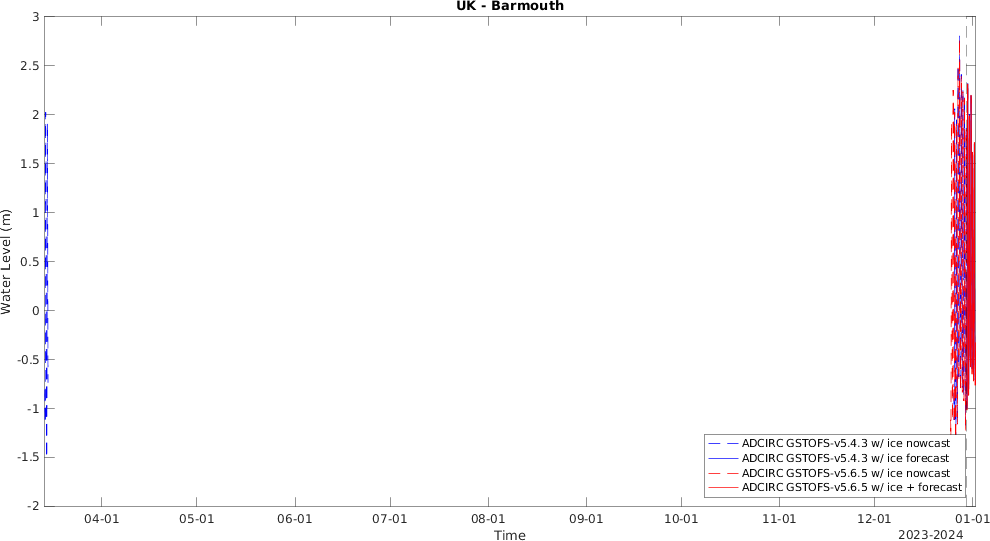 UK - Barmouth
Water Level (m)
3
2.5
2
1.5
1
0.5
0
-0.5
-1
-1.5
-2
ADCIRC GSTOFS-v5.4.3 w/ ice nowcast
ADCIRC GSTOFS-v5.4.3 w/ ice forecast
ADCIRC GSTOFS-v5.6.5 w/ ice nowcast
ADCIRC GSTOFS-v5.6.5 w/ ice + forecast
04-01 05-01 06-01 07-01 08-01 09-01 10-01 11-01 12-01 01-01
Time
2023-2024